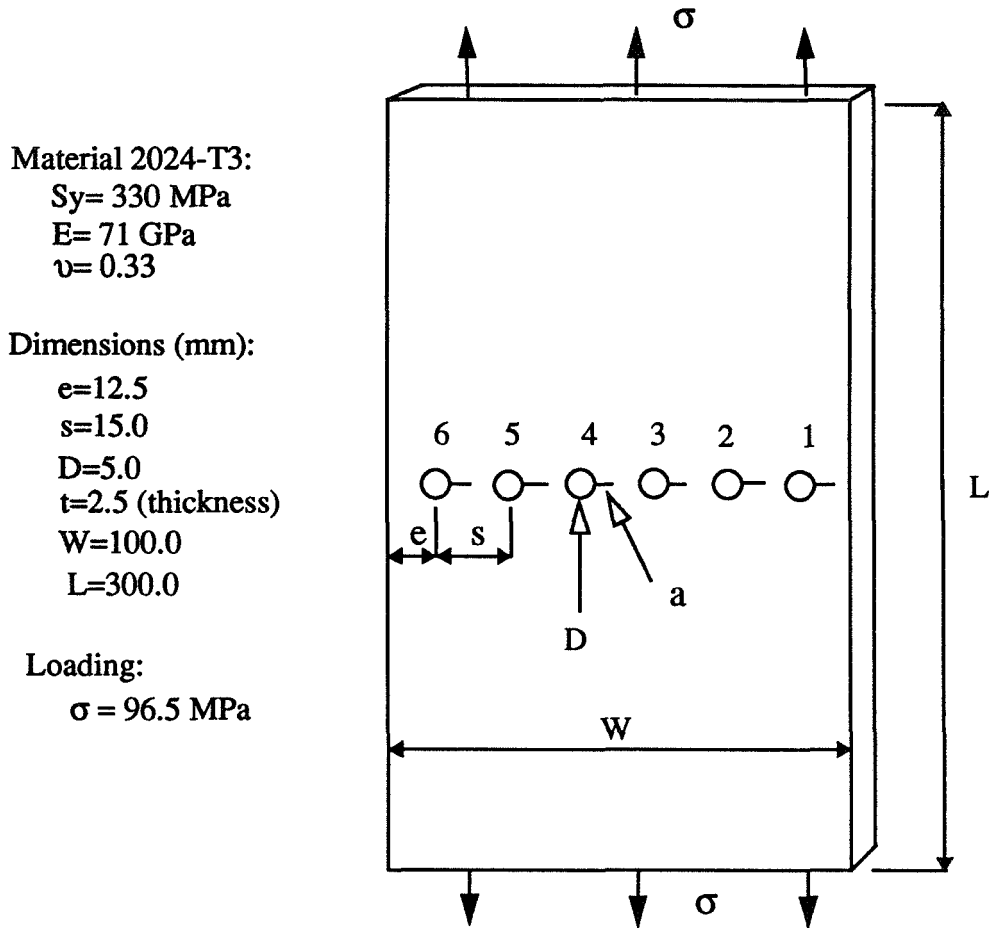 σ
Material 2024-T3:
Sy= 330 MPa
E= 71 GPa
υ= 0.33
Dimensions (mm):
e=12.5
s=15.0
D=5.0
t=2.5 (thickness)
W=100.0
L=300.0
Loading:
σ = 96.5 MPa
6 5 4 3 2 1
L
e s
a
D
W
σ